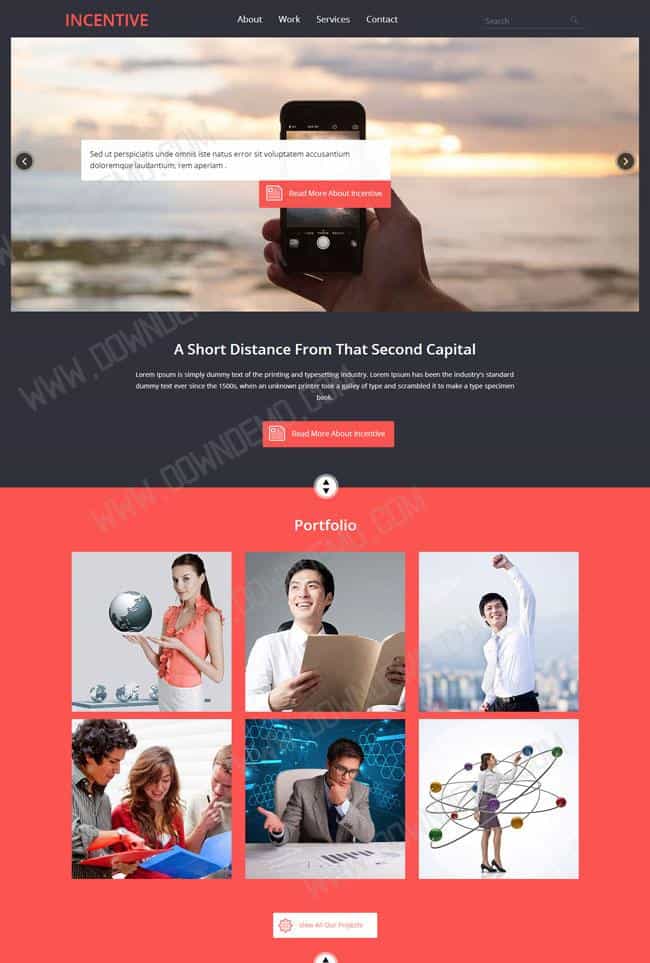 INCENTIVE
About Work Services Contact
Search
Sed ut perspiciatis unde omnis iste natus error sit voluptatem accusantium
doloremque laudantium, rem aperiam .
Read More About Incentive
A Short Distance From That Second Capital
Lorem Ipsum is simply dummy text of the printing and typesetting industry. Lorem Ipsum has been the industry's standard
dummy text ever since the 1500s, when an unknown printer took a galley of type and scrambled it to make a type specimen
book.
Read More About Incentive
Portfolio
View All Our Projects
WWW.DOWNDEMO.COM
WWW.DOWNDEMO.COM